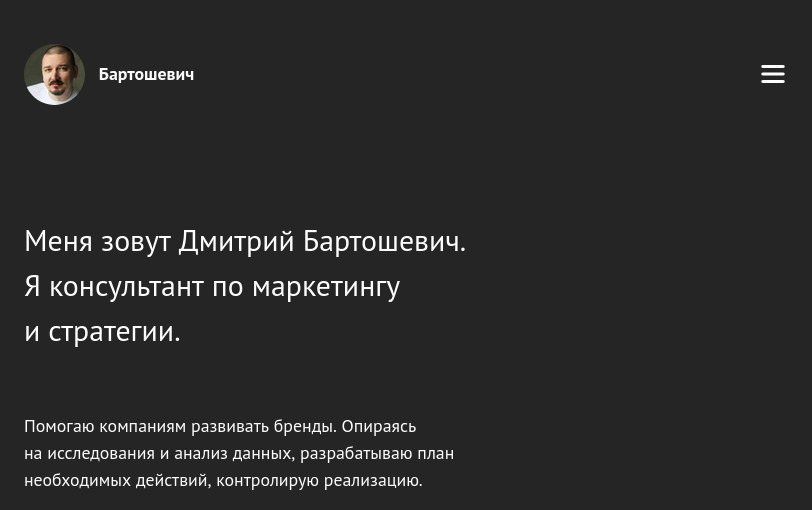 Бартошевич
Меня зовут Дмитрий Бартошевич.
Я консультант по маркетингу
и стратегии.
Помогаю компаниям развивать бренды. Опираясь
на исследования и анализ данных, разрабатываю план
необходимых действий, контролирую реализацию.